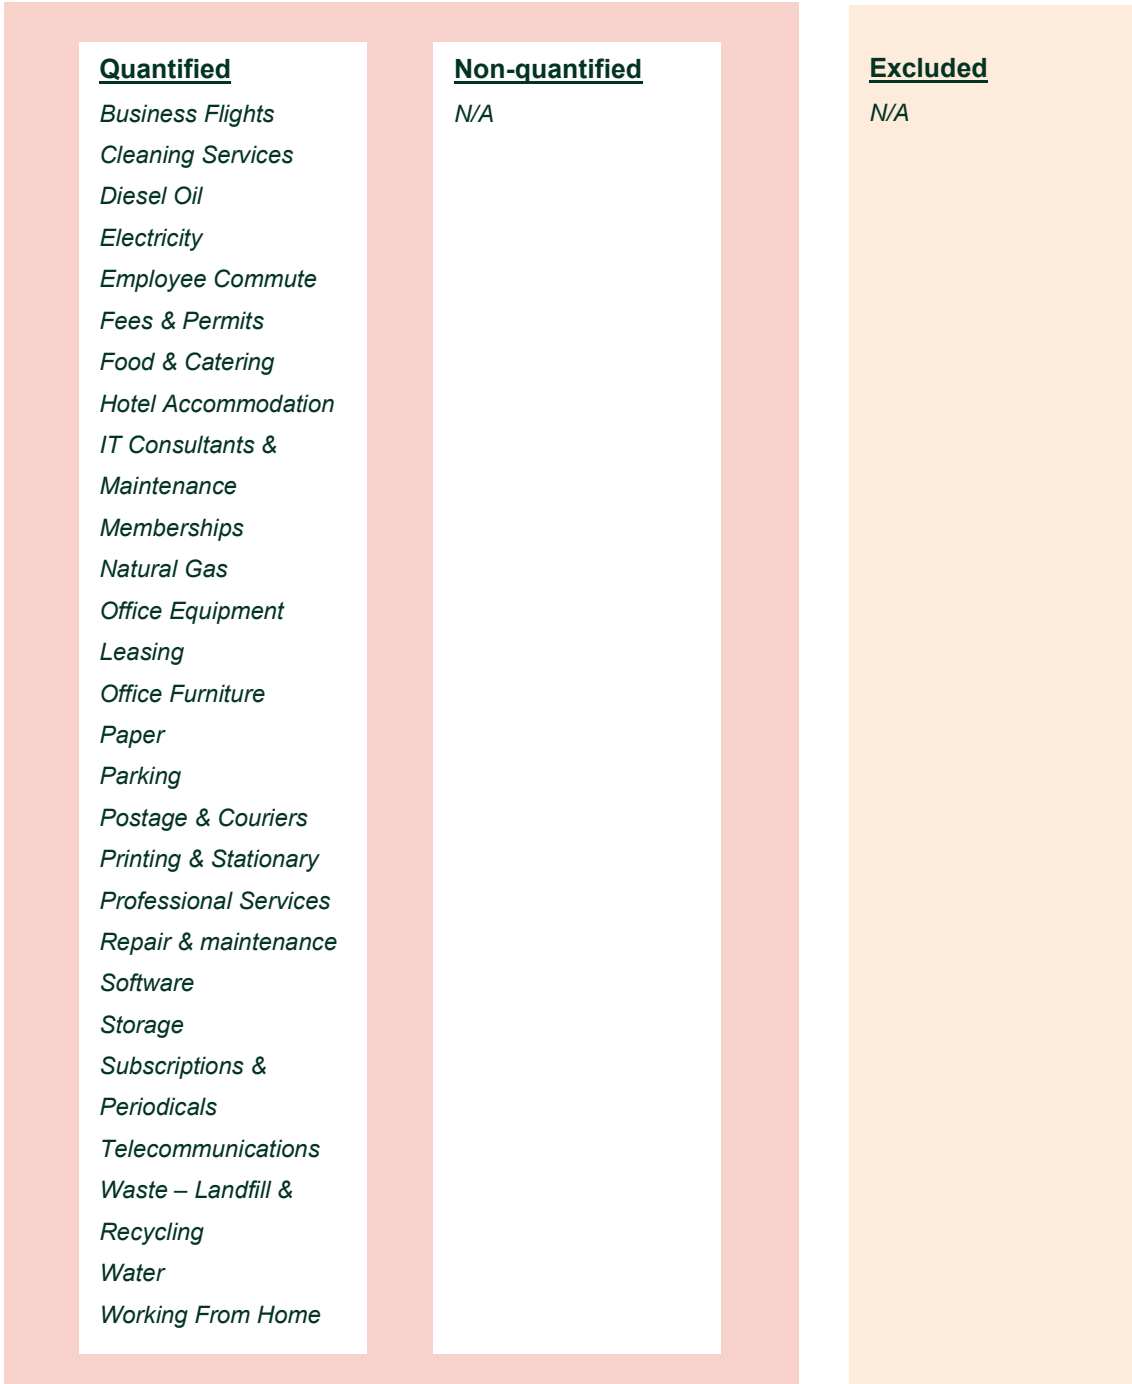 Quantified
Business Flights
Cleaning Services
Diesel Oil
Electricity
Employee Commute
Fees & Permits
Food & Catering
Hotel Accommodation
IT Consultants &
Maintenance
Memberships
Natural Gas
Office Equipment
Leasing
Office Furniture
Paper
Parking
Postage & Couriers
Printing & Stationary
Professional Services
Repair & maintenance
Software
Storage
Subscriptions &
Periodicals
Telecommunications
Waste – Landfill &
Recycling
Water
Working From Home
Non-quantified
N/A
Excluded
N/A